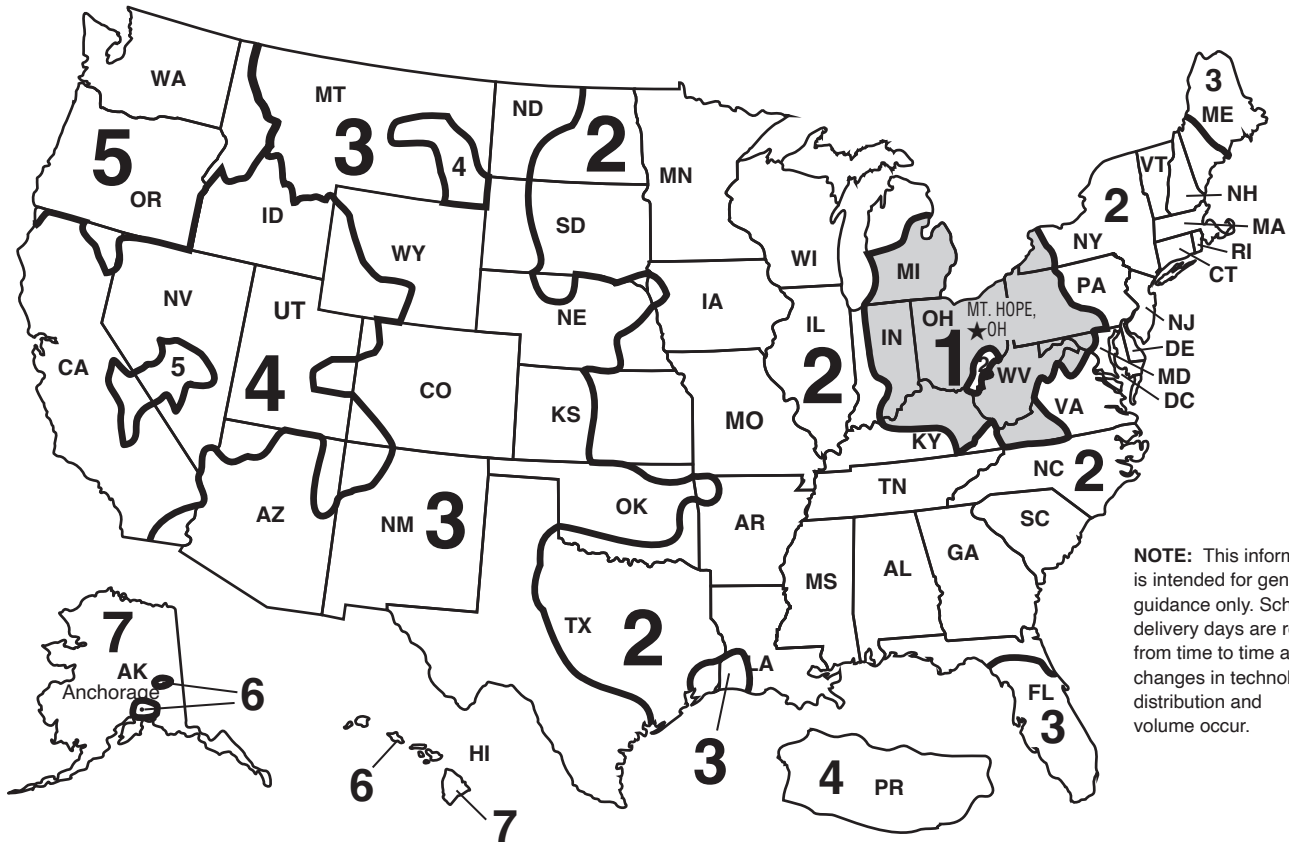 WA
MT
ND
2
3
ME
5
3
4
MN
VT
OR
ID
SD
NH
2
MA
WY
WI
NY
RI
MI
CT
NV
UT
NE
IA
IL
PA
OH
MT. HOPE,
OH
IN
NJ
CA
5
4
CO
2
1
2
WV
DE
MD
DC
KS
MO
VA
KY
NC
2
TN
AZ
NM
3
OK
AR
SC
MS
AL
GA
TX
2
LA
FL
3
3
7
AK
Anchorage
6
HI
6
7
4
PR
NOTE: This inform
is intended for gen
guidance only. Sch
delivery days are r
from time to time a
changes in technol
distribution and
volume occur.